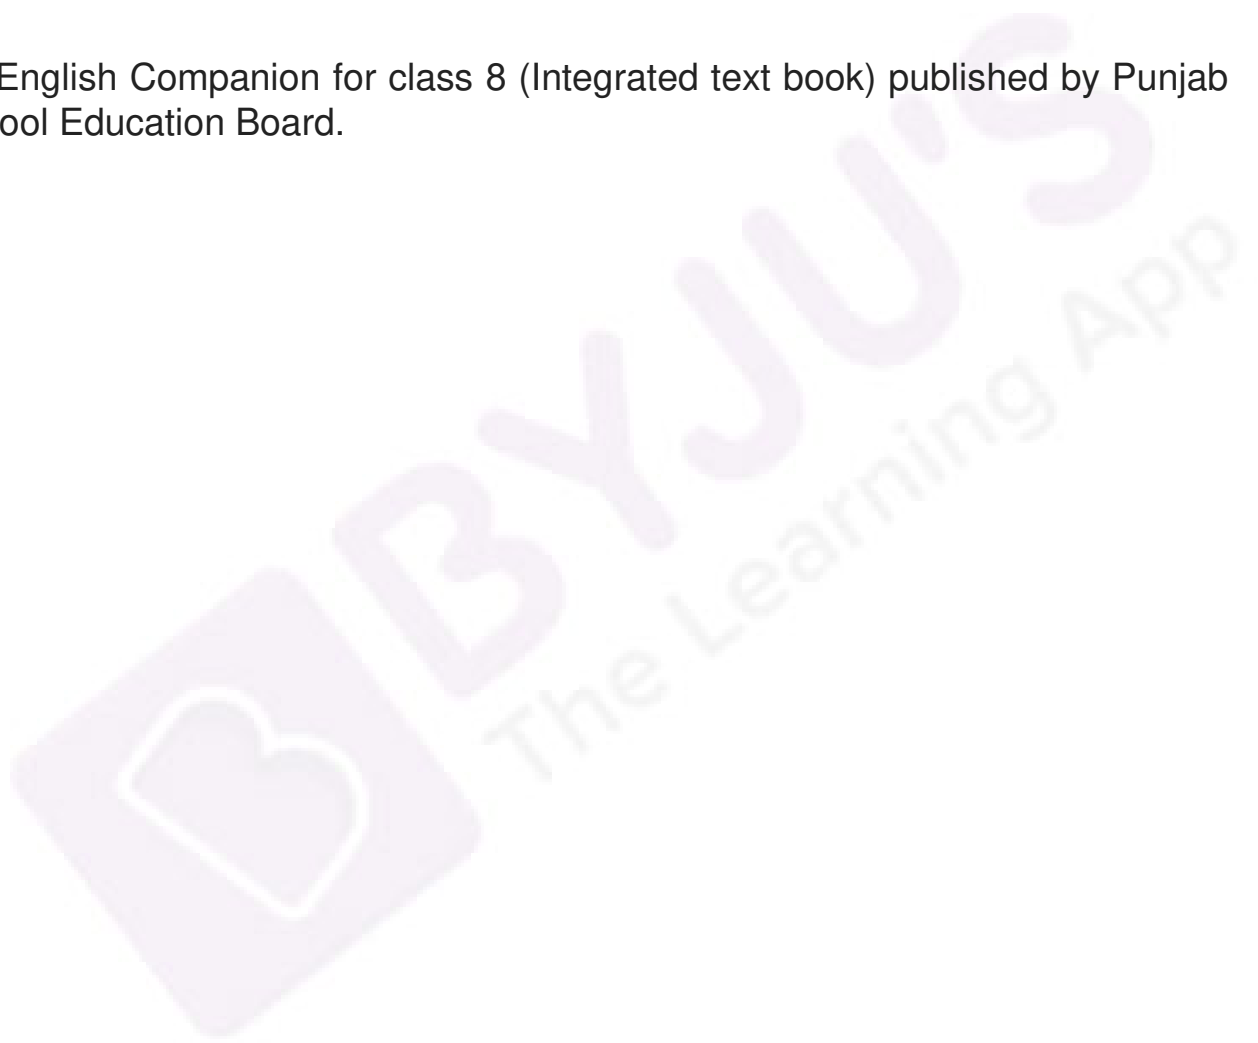 English Companion for class 8 (Integrated text book) published by Punjab
ool Education Board.
BYJU'S
The Learning App